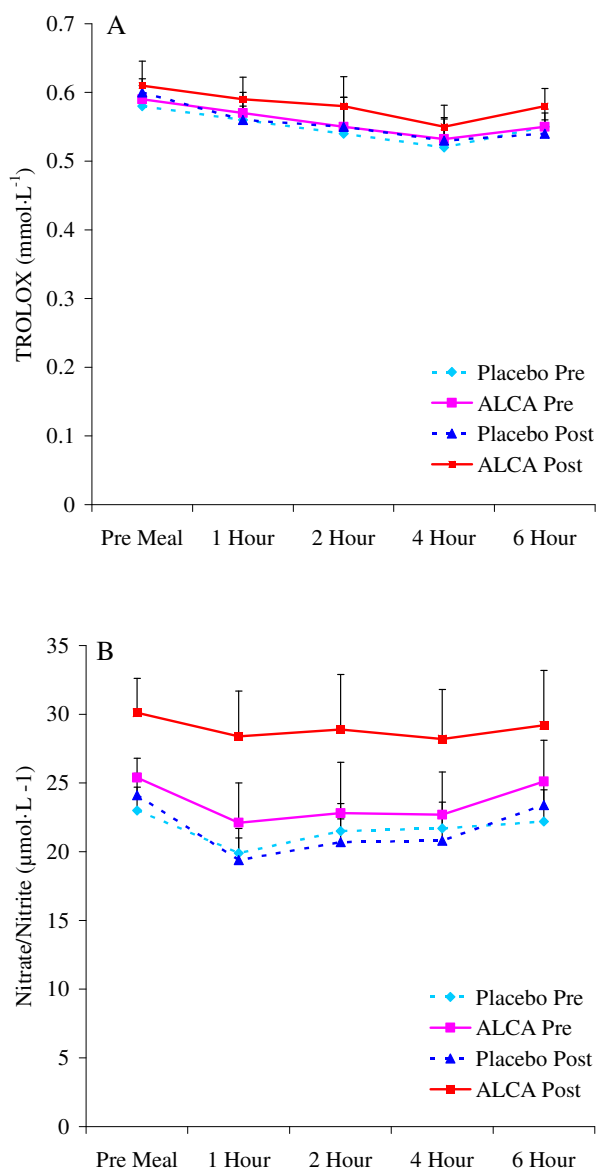 A
0.7
0.6
0.5
0.4
0.3
0.2
0.1
0
TROLOX (mmol·L⁻¹)
Placebo Pre
ALCA Pre
Placebo Post
ALCA Post
Pre Meal 1 Hour 2 Hour 4 Hour 6 Hour
B
35
30
25
20
15
10
5
0
Nitrate/Nitrite (µmol·L -1)
Placebo Pre
ALCA Pre
Placebo Post
ALCA Post
Pre Meal 1 Hour 2 Hour 4 Hour 6 Hour